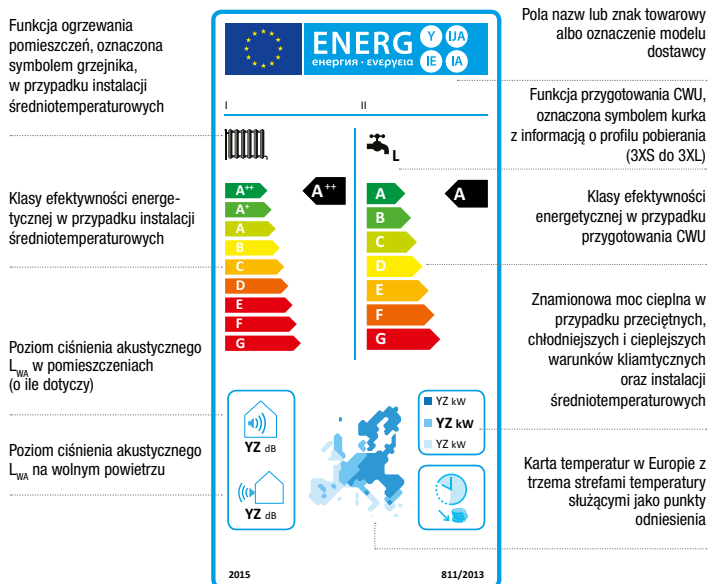 Funkcja ogrzewania
pomieszczeń, oznaczona
symbolem grzejnika,
w przypadku instalacji
średniotemperaturowych
Klasy efektywności energe-
tycznej w przypadku instalacji
średniotemperaturowych
Poziom ciśnienia akustycznego
LWA w pomieszczeniach
(o ile dotyczy)
Poziom ciśnienia akustycznego
LWA na wolnym powietrzu
ENERG
енергия · ενεργεια
Y IJA
IE IA
I II
L
A++ A++
A+
A
B
C
D
E
F
G
A A
B
C
D
E
F
G
YZ dB
YZ dB
YZ kW
YZ kW
YZ kW
2015 811/2013
Pola nazw lub znak towarowy
albo oznaczenie modelu
dostawcy
Funkcja przygotowania CWU,
oznaczona symbolem kurka
z informacją o profilu pobierania
(3XS do 3XL)
Klasy efektywności
energetycznej w przypadku
przygotowania CWU
Znamionowa moc cieplna w
przypadku przeciętnych,
chłodniejszych i cieplejszych
warunków kliamtycznych
oraz instalacji
średniotemperaturowych
Karta temperatur w Europie z
trzema strefami temperatury
służącymi jako punkty
odniesienia